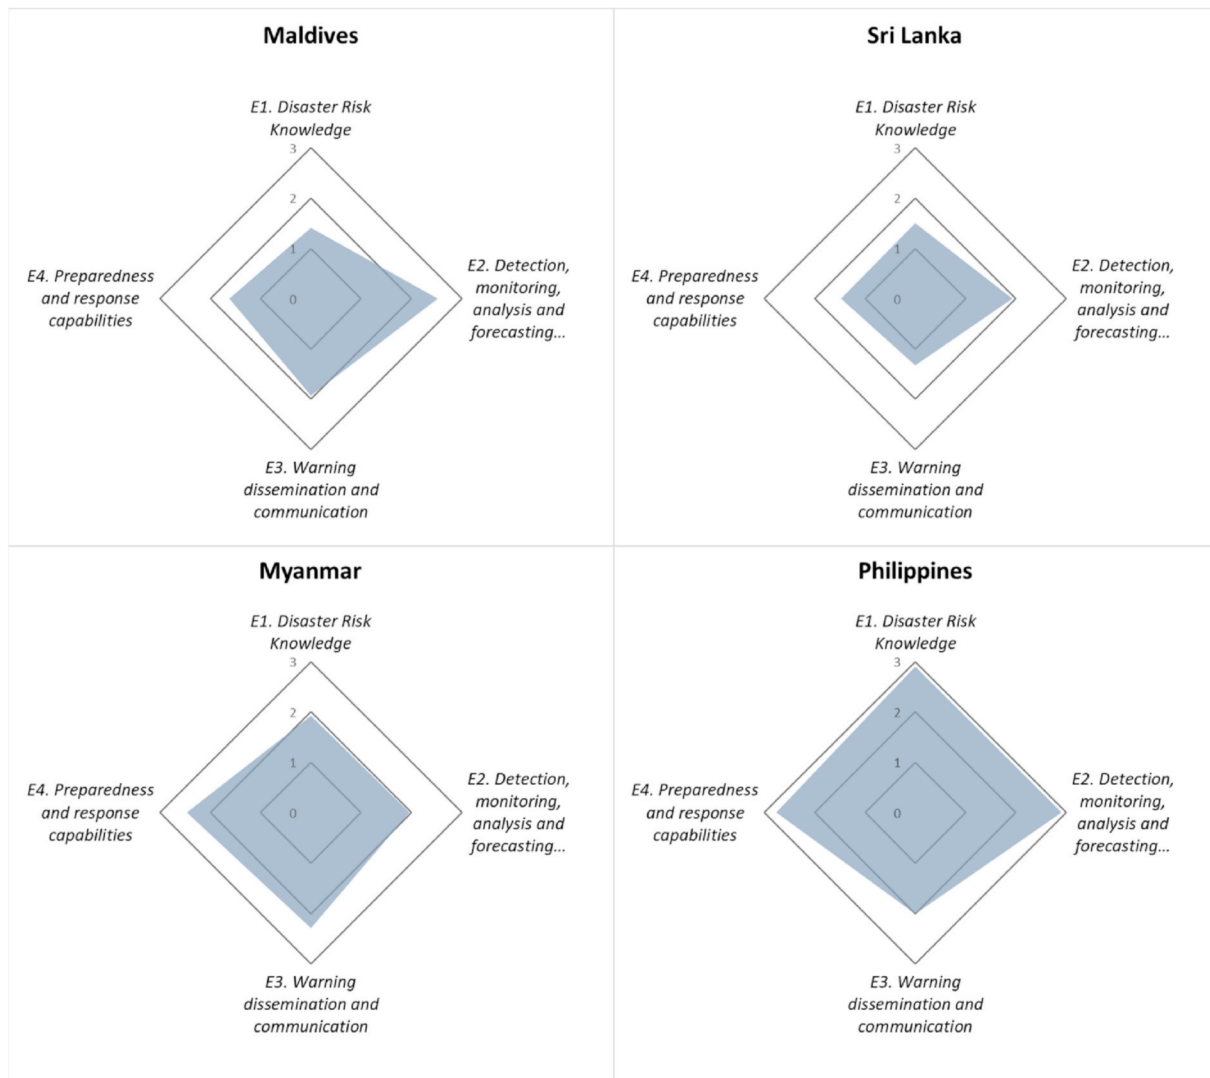 Maldives
E1. Disaster Risk
Knowledge
3
2
1
0
E4. Preparedness
and response
capabilities
E2. Detection,
monitoring,
analysis and
forecasting...
E3. Warning
dissemination and
communication
Sri Lanka
E1. Disaster Risk
Knowledge
3
2
1
0
E4. Preparedness
and response
capabilities
E2. Detection,
monitoring,
analysis and
forecasting...
E3. Warning
dissemination and
communication
Myanmar
E1. Disaster Risk
Knowledge
3
2
1
0
E4. Preparedness
and response
capabilities
E2. Detection,
monitoring,
analysis and
forecasting...
E3. Warning
dissemination and
communication
Philippines
E1. Disaster Risk
Knowledge
3
2
1
0
E4. Preparedness
and response
capabilities
E2. Detection,
monitoring,
analysis and
forecasting...
E3. Warning
dissemination and
communication